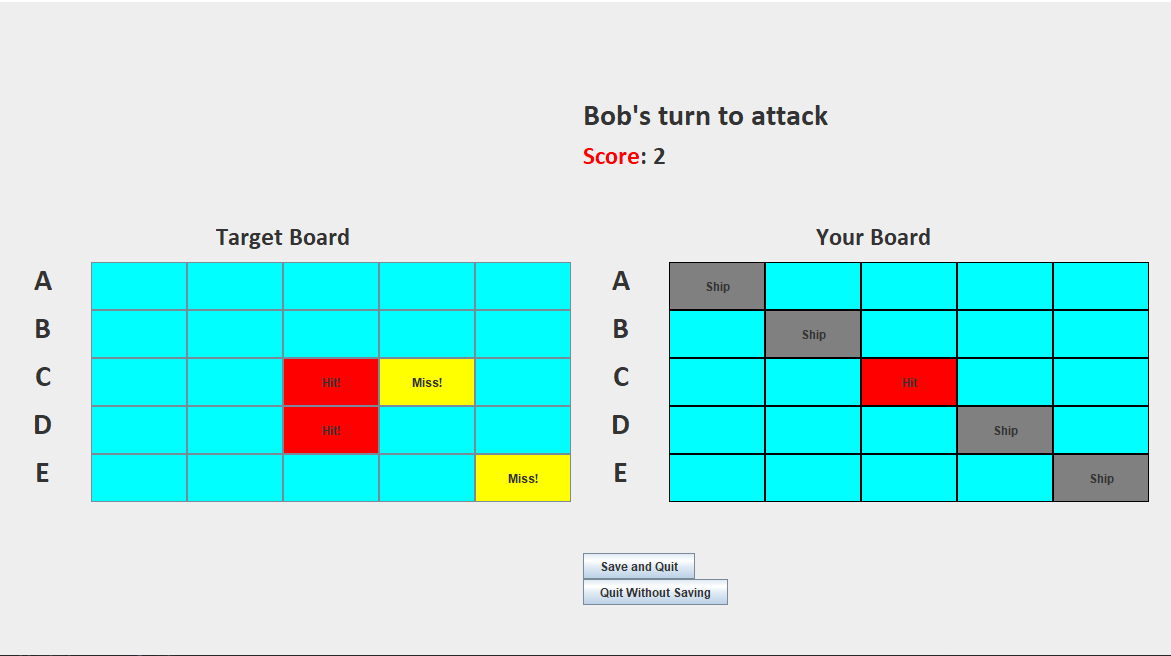 Bob's turn to attack
Score: 2
Target Board
Your Board
A
A
Ship
B
B
Ship
C
Hit!
Miss!
C
Hit
D
Hit!
D
Ship
E
Miss!
E
Ship
Save and Quit
Quit Without Saving